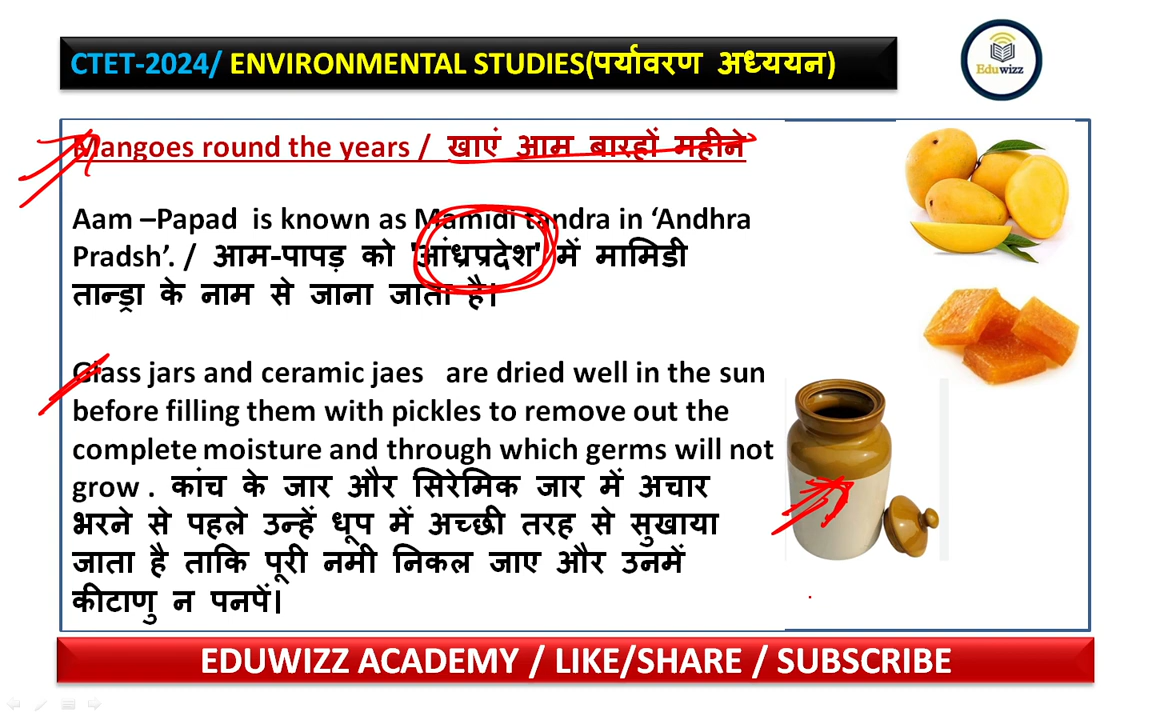 CTET-2024/ ENVIRONMENTAL STUDIES(पर्यावरण अध्ययन)
Eduwizz
Mangoes round the years / खाएं आम बारहों महीने
Aam –Papad is known as Mamidi tandra in ‘Andhra
Pradsh’. / आम-पापड़ को 'आंध्रप्रदेश' में मामिडी
तान्ड्रा के नाम से जाना जाता है।
Glass jars and ceramic jaes are dried well in the sun
before filling them with pickles to remove out the
complete moisture and through which germs will not
grow . कांच के जार और सिरेमिक जार में अचार
भरने से पहले उन्हें धूप में अच्छी तरह से सुखाया
जाता है ताकि पूरी नमी निकल जाए और उनमें
कीटाणु न पनपें।
EDUWIZZ ACADEMY / LIKE/SHARE / SUBSCRIBE